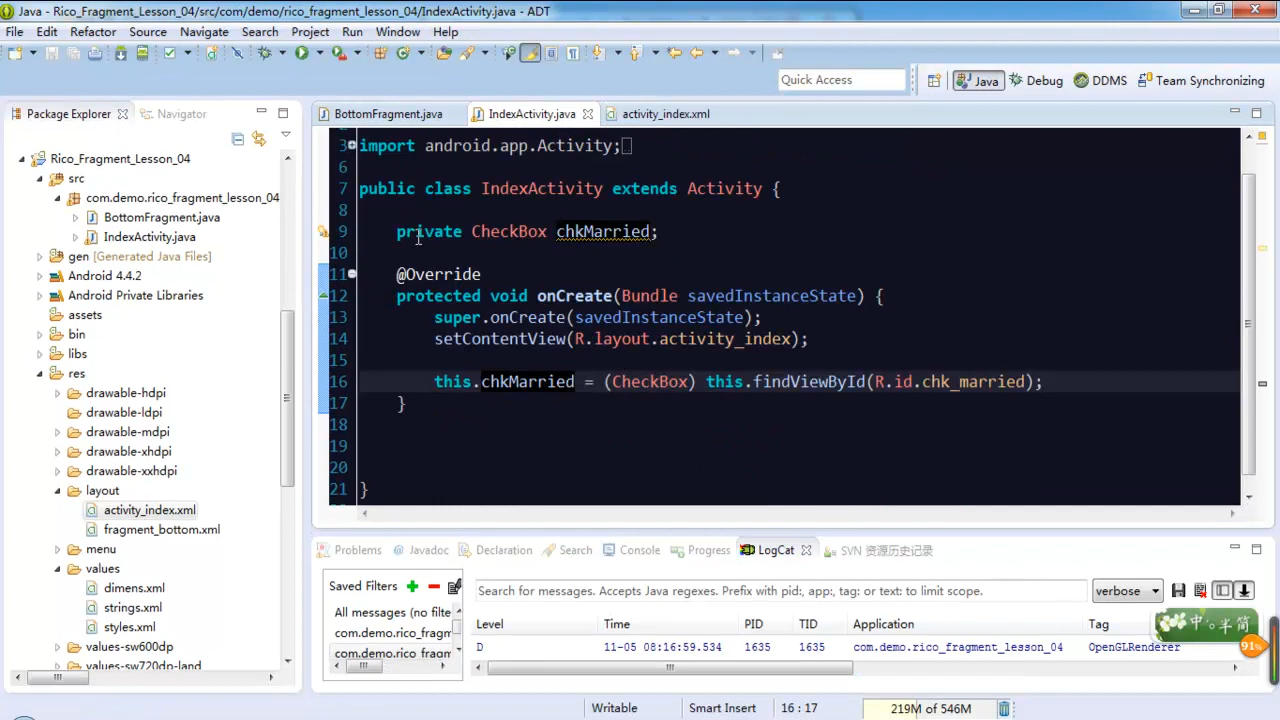 Java - Rico_Fragment_Lesson_04/src/com/demo/rico_fragment_lesson_04/IndexActivity.java - ADT
File Edit Refactor Source Navigate Search Project Run Window Help
Quick Access Java Debug DDMS Team Synchronizing
Package Explorer Navigator
Rico_Fragment_Lesson_04
src
com.demo.rico_fragment_lesson_04
BottomFragment.java
IndexActivity.java
gen [Generated Java Files]
Android 4.4.2
Android Private Libraries
assets
bin
libs
res
drawable-hdpi
drawable-ldpi
drawable-mdpi
drawable-xhdpi
drawable-xxhdpi
layout
activity_index.xml
fragment_bottom.xml
menu
values
dimens.xml
strings.xml
styles.xml
values-sw600dp
values-sw720dp-land
BottomFragment.java IndexActivity.java activity_index.xml
3 import android.app.Activity;
6
7 public class IndexActivity extends Activity {
8
9 private CheckBox chkMarried;
10
11 @Override
12 protected void onCreate(Bundle savedInstanceState) {
13 super.onCreate(savedInstanceState);
14 setContentView(R.layout.activity_index);
15
16 this.chkMarried = (CheckBox) this.findViewById(R.id.chk_married);
17 }
18
19
20
21 }
Problems Javadoc Declaration Search Console Progress LogCat SVN 资源历史记录
Saved Filters
All messages (no filte
com.demo.rico_fragm
com.demo.rico_fragm
Search for messages. Accepts Java regexes. Prefix with pid:, app:, tag: or text: to limit scope.
verbose
Level Time PID TID Application Tag
D 11-05 08:16:59.534 1635 1635 com.demo.rico_fragment_lesson_04 OpenGLRenderer
中 半 简
91%
Writable Smart Insert 16 : 17 219M of 546M